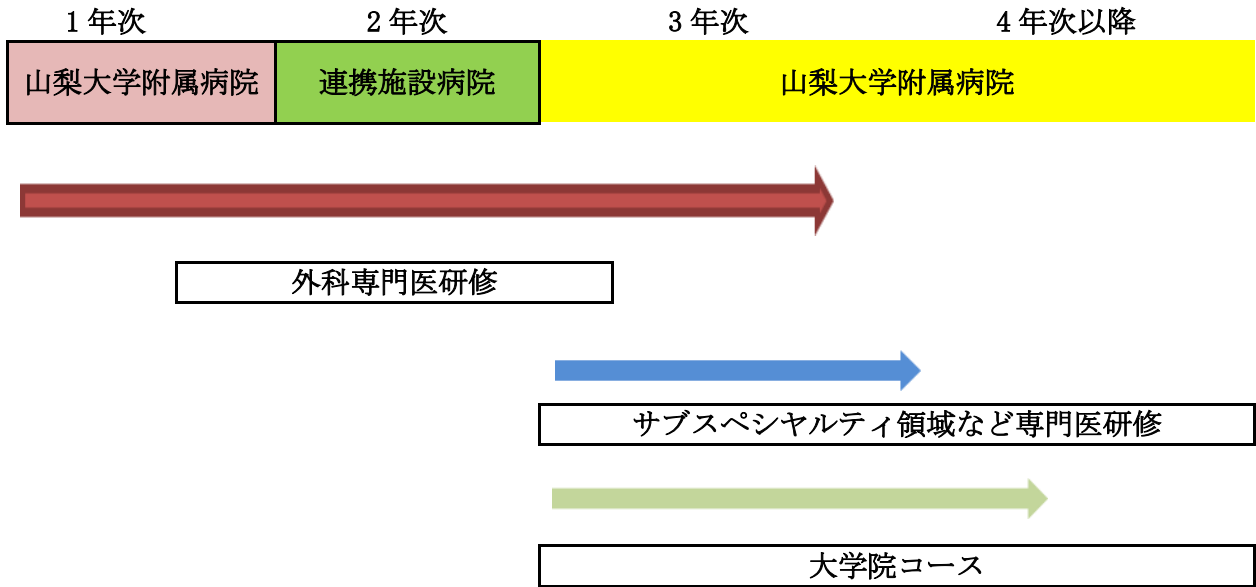 1 年次 2 年次 3 年次 4 年次以降
山梨大学附属病院 連携施設病院 山梨大学附属病院
外科専門医研修
サブスペシャルティ領域など専門医研修
大学院コース